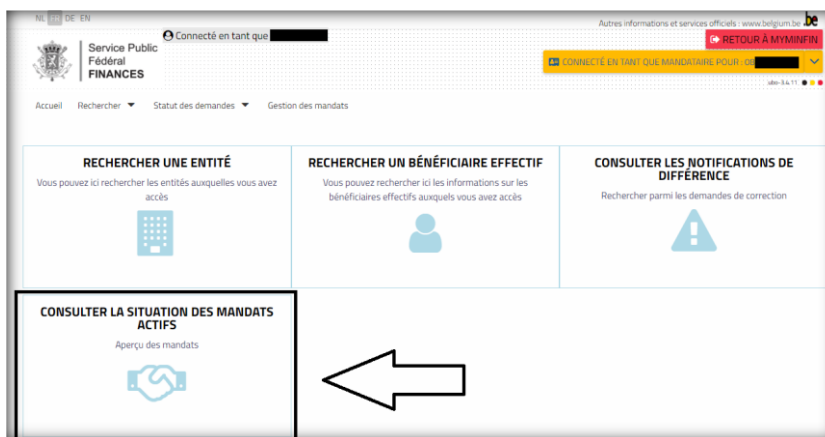 NL FR DE EN
Autres informations et services officiels : www.belgium.be .be
Service Public
Fédéral
FINANCES
Connecté en tant que
RETOUR À MYMINFIN
CONNECTÉ EN TANT QUE MANDATAIRE POUR : 08
Accueil Rechercher Statut des demandes Gestion des mandats
RECHERCHER UNE ENTITÉ
Vous pouvez ici rechercher les entités auxquelles vous avez
accès
RECHERCHER UN BÉNÉFICIAIRE EFFECTIF
Vous pouvez rechercher ici les informations sur les
bénéficiaires effectifs auxquels vous avez accès
CONSULTER LES NOTIFICATIONS DE
DIFFÉRENCE
Rechercher parmi les demandes de correction
CONSULTER LA SITUATION DES MANDATS
ACTIFS
Aperçu des mandats